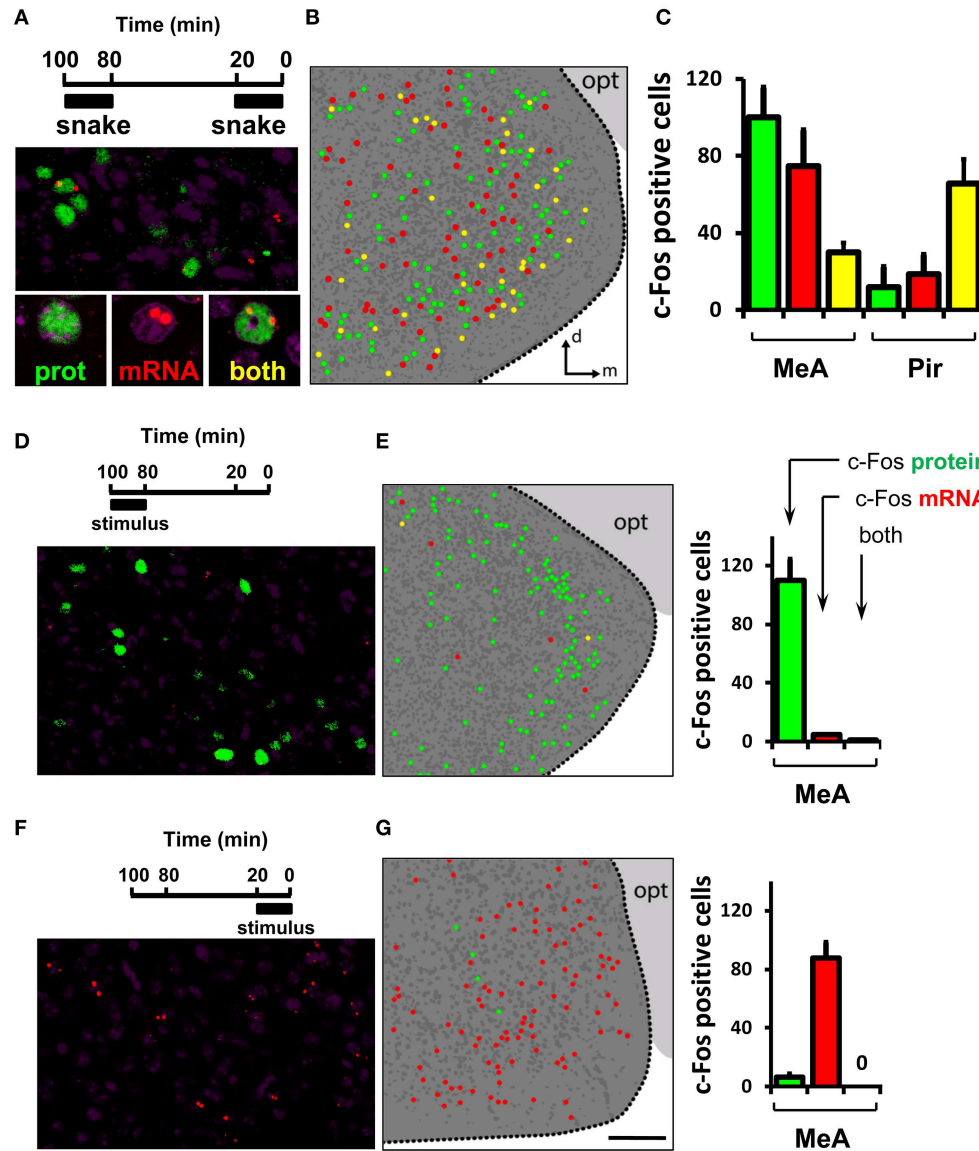 A
Time (min)
100 80 20 0
snake snake
prot mRNA both
B
opt
d
m
C
c-Fos positive cells
120
80
40
0
MeA Pir
D
Time (min)
100 80 20 0
stimulus
E
opt
c-Fos protein
c-Fos mRNA
both
c-Fos positive cells
120
80
40
0
MeA
F
Time (min)
100 80 20 0
stimulus
G
opt
c-Fos positive cells
120
80
40
0
0
MeA